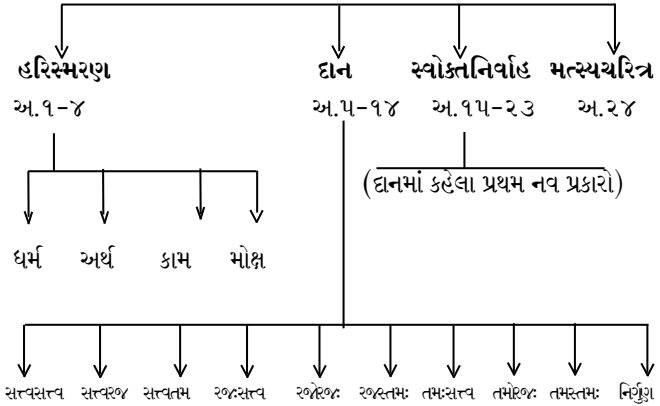 હરિસ્મરણ દાન સ્વોક્તનિર્વાહ મત્સ્યચરિત્ર
અ.૧-૪ અ.૫-૧૪ અ.૧૫-૨૩ અ.૨૪
(દાનમાં કહેલા પ્રથમ નવ પ્રકારો)
ધર્મ અર્થ કામ મોક્ષ
સત્ત્વસત્ત્વ સત્ત્વરજ સત્ત્વતમ રજઃસત્ત્વ રજોરજઃ રજસ્તમઃ તમઃસત્ત્વ તમોરજઃ તમસ્તમઃ નિર્ગુણ